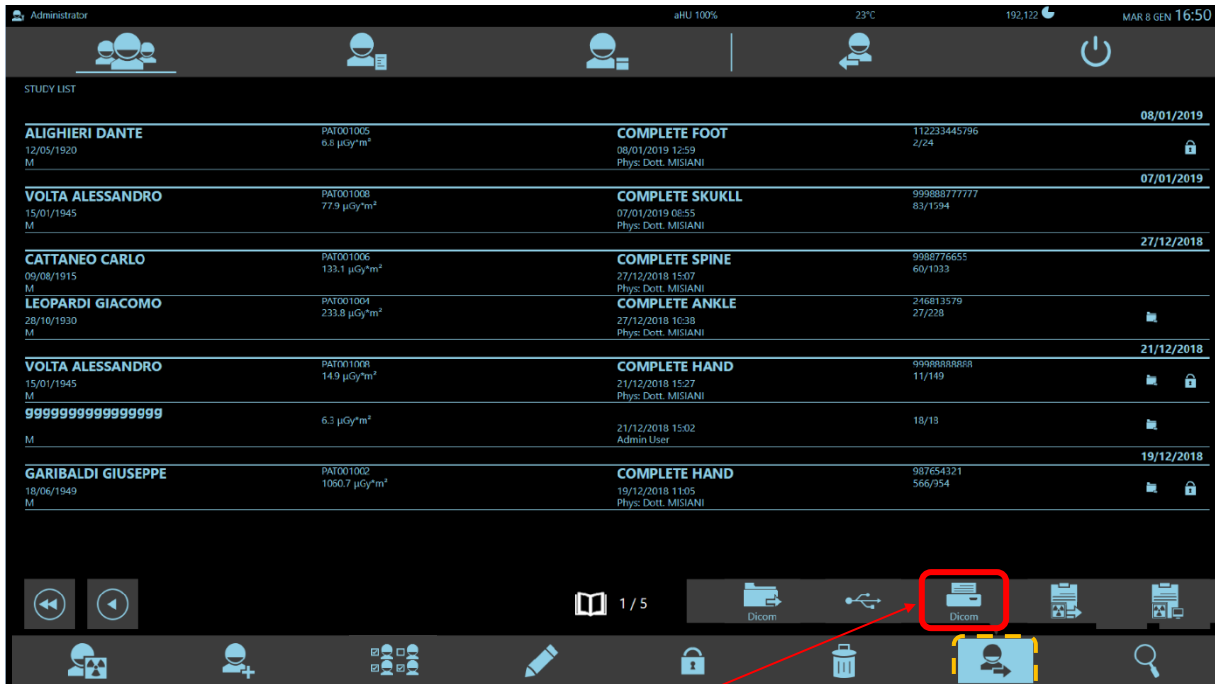 Administrator aHU 100% 23°C 192,122 MAR 8 GEN 16:50
STUDY LIST
08/01/2019
ALIGHIERI DANTE PAT001005 COMPLETE FOOT 112233445796
12/05/1920 6.8 µGy*m² 08/01/2019 12:59 2/24
M Phys: Dott. MISIANI
07/01/2019
VOLTA ALESSANDRO PAT001008 COMPLETE SKUKLL 999888777777
15/01/1945 77.9 µGy*m² 07/01/2019 08:55 83/1594
M Phys: Dott. MISIANI
27/12/2018
CATTANEO CARLO PAT001006 COMPLETE SPINE 9988776655
09/08/1915 133.1 µGy*m² 27/12/2018 15:07 60/1033
M Phys: Dott. MISIANI
LEOPARDI GIACOMO PAT001004 COMPLETE ANKLE 246813579
28/10/1930 233.8 µGy*m² 27/12/2018 10:38 27/228
M Phys: Dott. MISIANI
21/12/2018
VOLTA ALESSANDRO PAT001008 COMPLETE HAND 99988888888
15/01/1945 14.9 µGy*m² 21/12/2018 15:27 11/149
M Phys: Dott. MISIANI
gggggggggggggggg
6.3 µGy*m² 21/12/2018 15:02 18/18
M Admin User
19/12/2018
GARIBALDI GIUSEPPE PAT001002 COMPLETE HAND 987654321
18/06/1949 1060.7 µGy*m² 19/12/2018 11:05 566/954
M Phys: Dott. MISIANI
1 / 5
Dicom Dicom